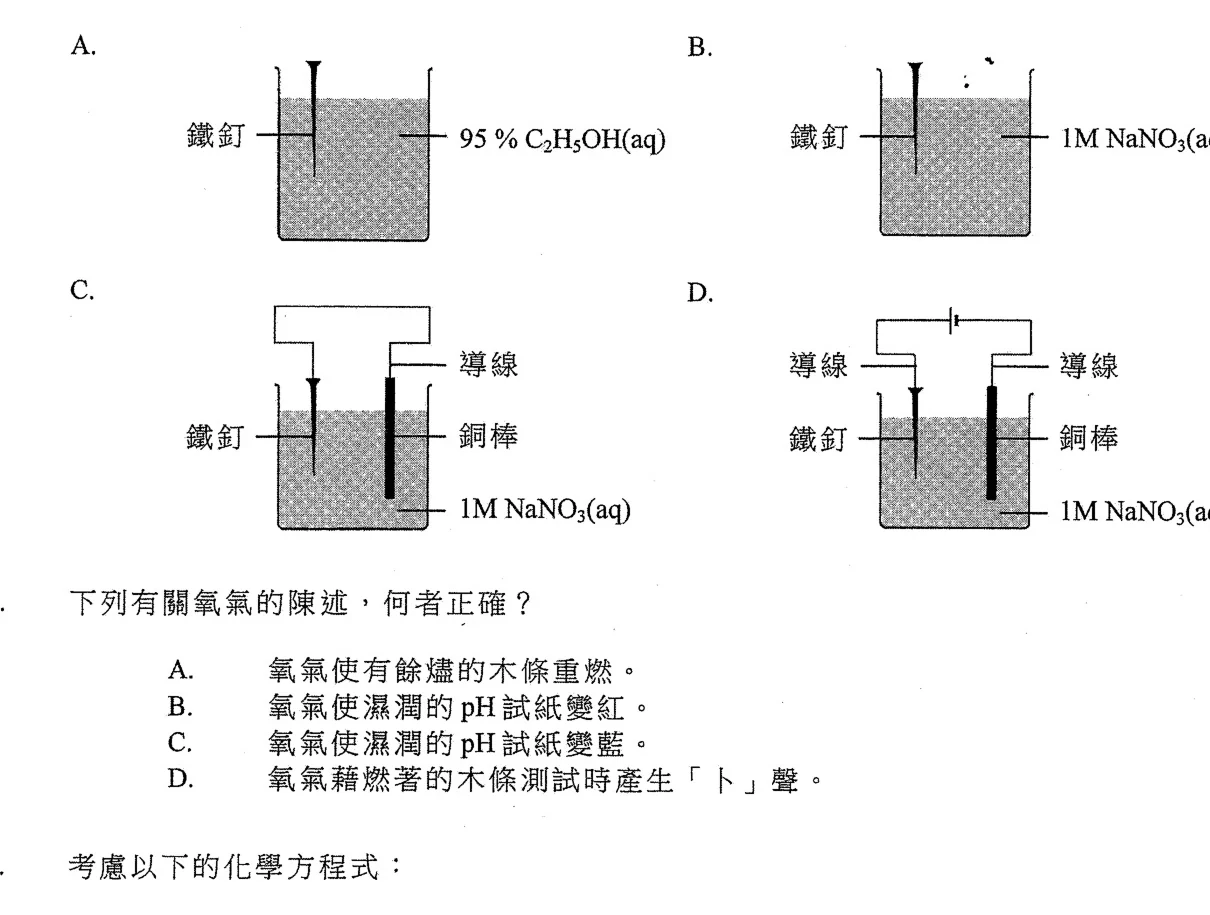 A.
B.
鐵釘
95 % C₂H₅OH(aq)
鐵釘
1M NaNO₃(a
C.
D.
導線
鐵釘
銅棒
1M NaNO₃(aq)
導線
導線
鐵釘
銅棒
1M NaNO₃(a
下列有關氧氣的陳述，何者正確？
A. 氧氣使有餘燼的木條重燃。
B. 氧氣使濕潤的 pH 試紙變紅。
C. 氧氣使濕潤的 pH 試紙變藍。
D. 氧氣藉燃著的木條測試時產生「卜」聲。
考慮以下的化學方程式：